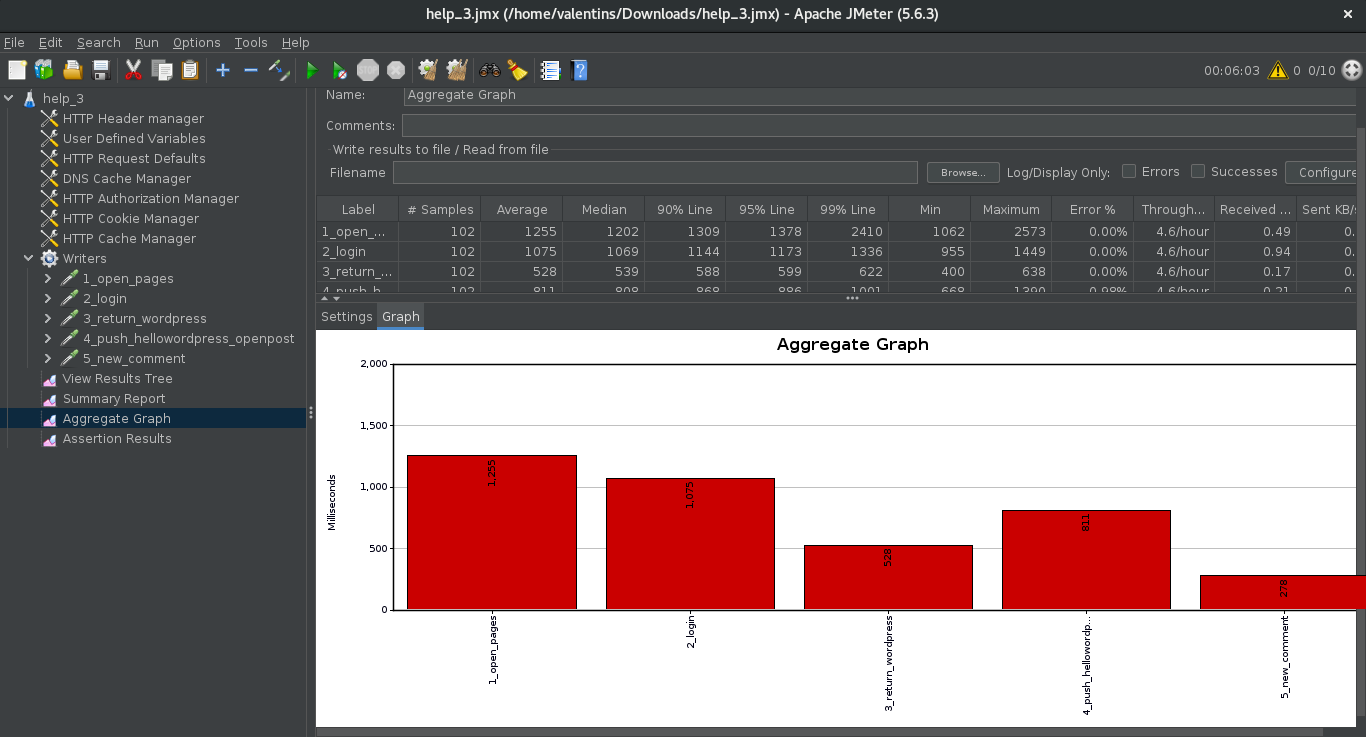 help_3.jmx (/home/valentins/Downloads/help_3.jmx) - Apache JMeter (5.6.3)
File Edit Search Run Options Tools Help
00:06:03 0 0/10
help_3
HTTP Header manager
User Defined Variables
HTTP Request Defaults
DNS Cache Manager
HTTP Authorization Manager
HTTP Cookie Manager
HTTP Cache Manager
Writers
1_open_pages
2_login
3_return_wordpress
4_push_hellowordpress_openpost
5_new_comment
View Results Tree
Summary Report
Aggregate Graph
Assertion Results
Name: Aggregate Graph
Comments:
Write results to file / Read from file
Filename Browse... Log/Display Only: Errors Successes Configure
Label # Samples Average Median 90% Line 95% Line 99% Line Min Maximum Error % Through... Received ... Sent KB/
1_open_... 102 1255 1202 1309 1378 2410 1062 2573 0.00% 4.6/hour 0.49 0.
2_login 102 1075 1069 1144 1173 1336 955 1449 0.00% 4.6/hour 0.94 0.
3_return_... 102 528 539 588 599 622 400 638 0.00% 4.6/hour 0.17 0.
4_push_h... 102 811 808 868 886 1001 668 1390 0.98% 4.6/hour 0.21 0.
Settings Graph
Aggregate Graph
2,000
1,500
1,000
500
0
Milliseconds
1.255
1.075
528
811
278
1_open_pages
2_login
3_return_wordpress
4_push_hellowordp...
5_new_comment